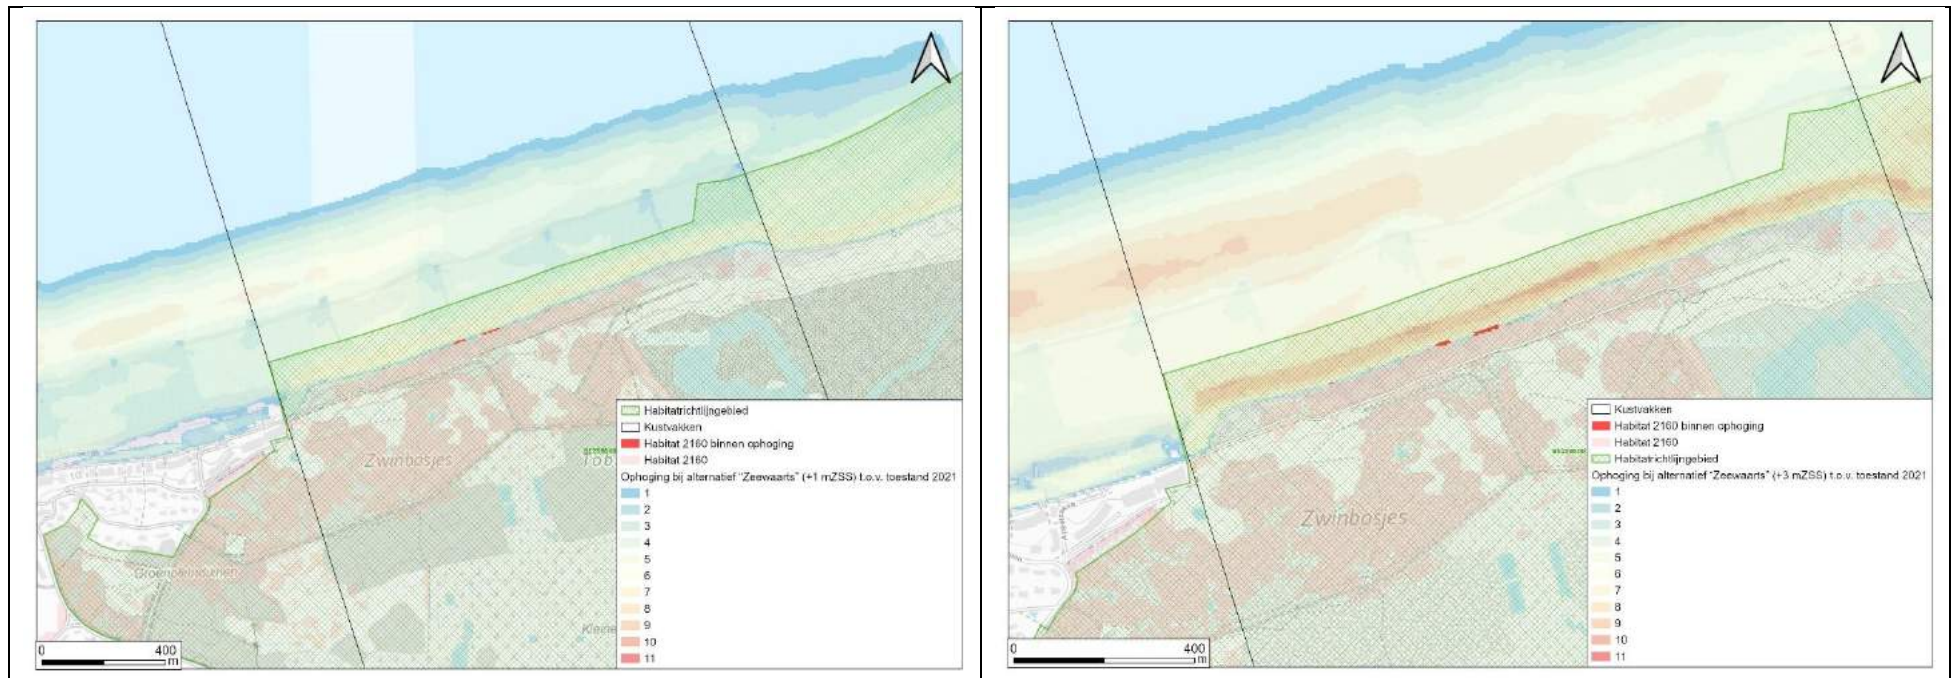 Zwinbosjes
Groenpleinduinen
Kleine
Habitatrichtlijngebied
Kustvakken
Habitat 2160 binnen ophoging
Habitat 2160
Ophoging bij alternatief "Zeewaarts" (+1 mZSS) t.o.v. toestand 2021
1
2
3
4
5
6
7
8
9
10
11
0 400
m
Zwinbosjes
Kustvakken
Habitat 2160 binnen ophoging
Habitat 2160
Habitatrichtlijngebied
Ophoging bij alternatief "Zeewaarts" (+3 mZSS) t.o.v. toestand 2021
1
2
3
4
5
6
7
8
9
10
11
0 400
m